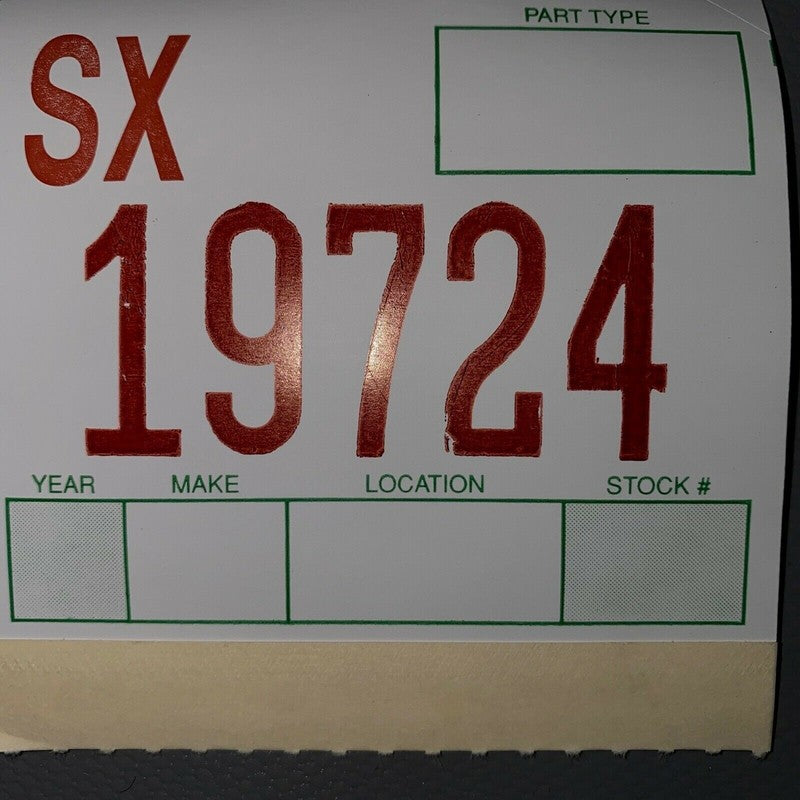 PART TYPE
SX
19724
YEAR MAKE LOCATION STOCK #